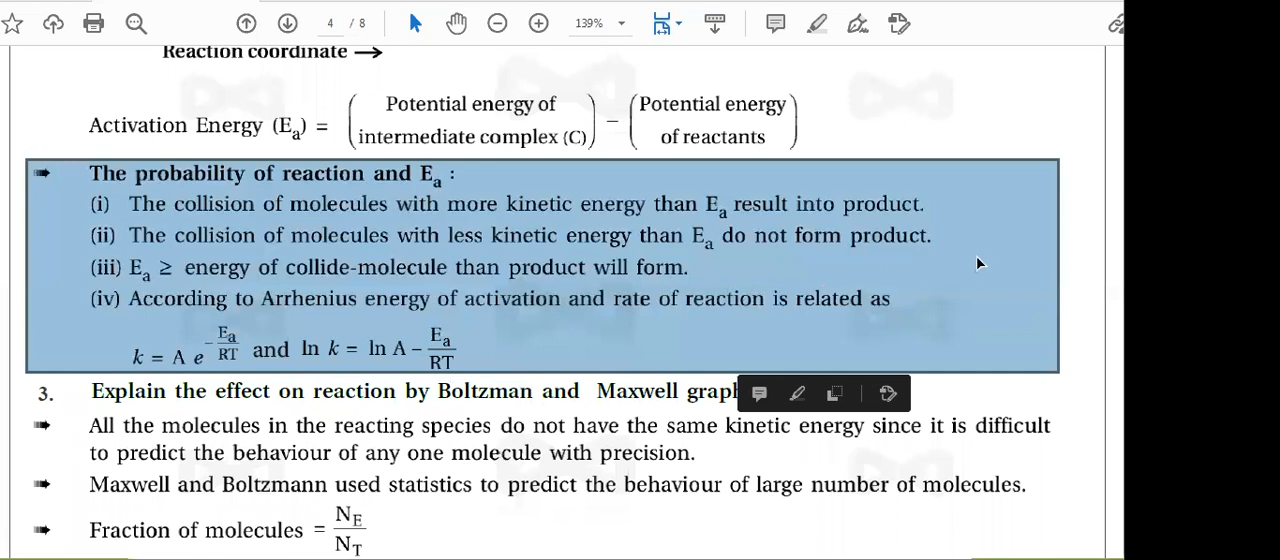 4 / 8 139%
Reaction coordinate →
Activation Energy (Ea) = (Potential energy of intermediate complex (C)) − (Potential energy of reactants)
➠ The probability of reaction and Ea :
(i) The collision of molecules with more kinetic energy than Ea result into product.
(ii) The collision of molecules with less kinetic energy than Ea do not form product.
(iii) Ea ≥ energy of collide-molecule than product will form.
(iv) According to Arrhenius energy of activation and rate of reaction is related as
k = A e^(−Ea/RT) and ln k = ln A − Ea/RT
3. Explain the effect on reaction by Boltzman and Maxwell graph
➠ All the molecules in the reacting species do not have the same kinetic energy since it is difficult
to predict the behaviour of any one molecule with precision.
➠ Maxwell and Boltzmann used statistics to predict the behaviour of large number of molecules.
➠ Fraction of molecules = NE/NT